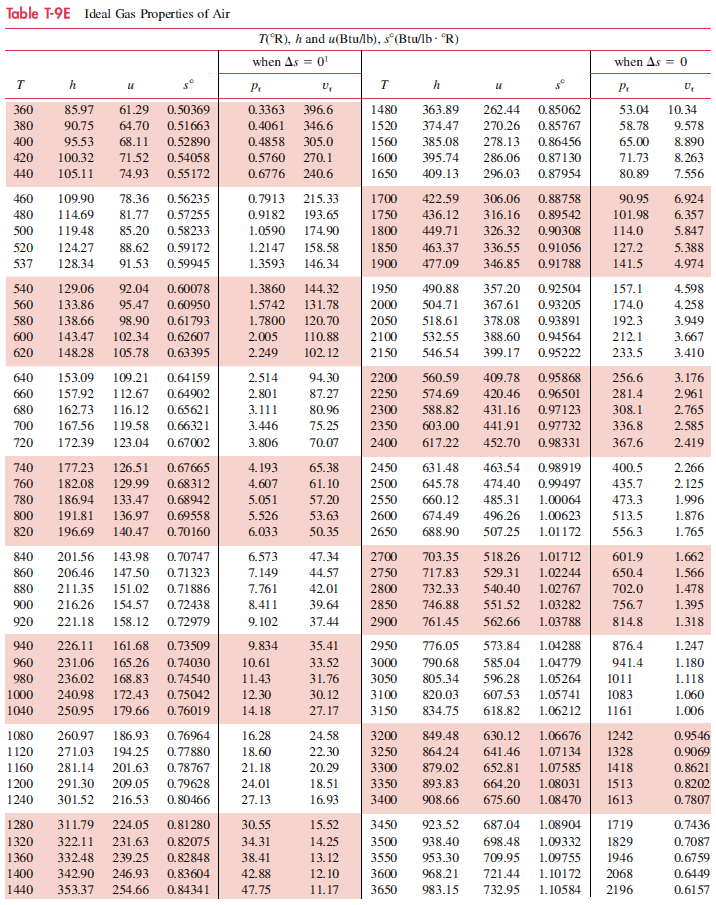 Table T-9E Ideal Gas Properties of Air
T(°R), h and u(Btu/lb), s°(Btu/lb · °R)
when Δs = 0¹ when Δs = 0
T h u s° pᵣ vᵣ T h u s° pᵣ vᵣ
360 85.97 61.29 0.50369 0.3363 396.6 1480 363.89 262.44 0.85062 53.04 10.34
380 90.75 64.70 0.51663 0.4061 346.6 1520 374.47 270.26 0.85767 58.78 9.578
400 95.53 68.11 0.52890 0.4858 305.0 1560 385.08 278.13 0.86456 65.00 8.890
420 100.32 71.52 0.54058 0.5760 270.1 1600 395.74 286.06 0.87130 71.73 8.263
440 105.11 74.93 0.55172 0.6776 240.6 1650 409.13 296.03 0.87954 80.89 7.556
460 109.90 78.36 0.56235 0.7913 215.33 1700 422.59 306.06 0.88758 90.95 6.924
480 114.69 81.77 0.57255 0.9182 193.65 1750 436.12 316.16 0.89542 101.98 6.357
500 119.48 85.20 0.58233 1.0590 174.90 1800 449.71 326.32 0.90308 114.0 5.847
520 124.27 88.62 0.59172 1.2147 158.58 1850 463.37 336.55 0.91056 127.2 5.388
537 128.34 91.53 0.59945 1.3593 146.34 1900 477.09 346.85 0.91788 141.5 4.974
540 129.06 92.04 0.60078 1.3860 144.32 1950 490.88 357.20 0.92504 157.1 4.598
560 133.86 95.47 0.60950 1.5742 131.78 2000 504.71 367.61 0.93205 174.0 4.258
580 138.66 98.90 0.61793 1.7800 120.70 2050 518.61 378.08 0.93891 192.3 3.949
600 143.47 102.34 0.62607 2.005 110.88 2100 532.55 388.60 0.94564 212.1 3.667
620 148.28 105.78 0.63395 2.249 102.12 2150 546.54 399.17 0.95222 233.5 3.410
640 153.09 109.21 0.64159 2.514 94.30 2200 560.59 409.78 0.95868 256.6 3.176
660 157.92 112.67 0.64902 2.801 87.27 2250 574.69 420.46 0.96501 281.4 2.961
680 162.73 116.12 0.65621 3.111 80.96 2300 588.82 431.16 0.97123 308.1 2.765
700 167.56 119.58 0.66321 3.446 75.25 2350 603.00 441.91 0.97732 336.8 2.585
720 172.39 123.04 0.67002 3.806 70.07 2400 617.22 452.70 0.98331 367.6 2.419
740 177.23 126.51 0.67665 4.193 65.38 2450 631.48 463.54 0.98919 400.5 2.266
760 182.08 129.99 0.68312 4.607 61.10 2500 645.78 474.40 0.99497 435.7 2.125
780 186.94 133.47 0.68942 5.051 57.20 2550 660.12 485.31 1.00064 473.3 1.996
800 191.81 136.97 0.69558 5.526 53.63 2600 674.49 496.26 1.00623 513.5 1.876
820 196.69 140.47 0.70160 6.033 50.35 2650 688.90 507.25 1.01172 556.3 1.765
840 201.56 143.98 0.70747 6.573 47.34 2700 703.35 518.26 1.01712 601.9 1.662
860 206.46 147.50 0.71323 7.149 44.57 2750 717.83 529.31 1.02244 650.4 1.566
880 211.35 151.02 0.71886 7.761 42.01 2800 732.33 540.40 1.02767 702.0 1.478
900 216.26 154.57 0.72438 8.411 39.64 2850 746.88 551.52 1.03282 756.7 1.395
920 221.18 158.12 0.72979 9.102 37.44 2900 761.45 562.66 1.03788 814.8 1.318
940 226.11 161.68 0.73509 9.834 35.41 2950 776.05 573.84 1.04288 876.4 1.247
960 231.06 165.26 0.74030 10.61 33.52 3000 790.68 585.04 1.04779 941.4 1.180
980 236.02 168.83 0.74540 11.43 31.76 3050 805.34 596.28 1.05264 1011 1.118
1000 240.98 172.43 0.75042 12.30 30.12 3100 820.03 607.53 1.05741 1083 1.060
1040 250.95 179.66 0.76019 14.18 27.17 3150 834.75 618.82 1.06212 1161 1.006
1080 260.97 186.93 0.76964 16.28 24.58 3200 849.48 630.12 1.06676 1242 0.9546
1120 271.03 194.25 0.77880 18.60 22.30 3250 864.24 641.46 1.07134 1328 0.9069
1160 281.14 201.63 0.78767 21.18 20.29 3300 879.02 652.81 1.07585 1418 0.8621
1200 291.30 209.05 0.79628 24.01 18.51 3350 893.83 664.20 1.08031 1513 0.8202
1240 301.52 216.53 0.80466 27.13 16.93 3400 908.66 675.60 1.08470 1613 0.7807
1280 311.79 224.05 0.81280 30.55 15.52 3450 923.52 687.04 1.08904 1719 0.7436
1320 322.11 231.63 0.82075 34.31 14.25 3500 938.40 698.48 1.09332 1829 0.7087
1360 332.48 239.25 0.82848 38.41 13.12 3550 953.30 709.95 1.09755 1946 0.6759
1400 342.90 246.93 0.83604 42.88 12.10 3600 968.21 721.44 1.10172 2068 0.6449
1440 353.37 254.66 0.84341 47.75 11.17 3650 983.15 732.95 1.10584 2196 0.6157